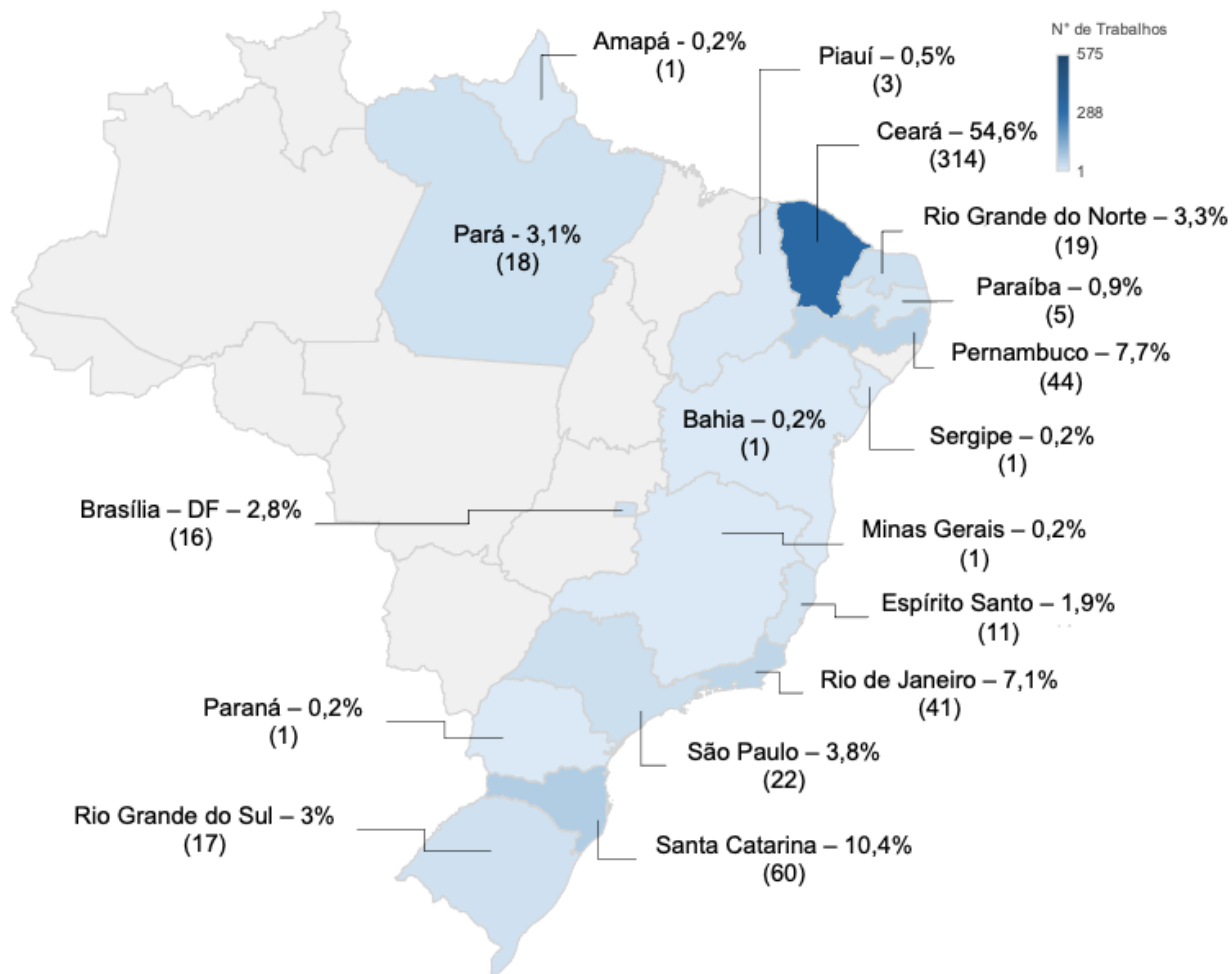 N° de Trabalhos
575
288
1
Amapá - 0,2%
(1)
Piauí – 0,5%
(3)
Ceará – 54,6%
(314)
Rio Grande do Norte – 3,3%
(19)
Pará - 3,1%
(18)
Paraíba – 0,9%
(5)
Pernambuco – 7,7%
(44)
Bahia – 0,2%
(1)
Sergipe – 0,2%
(1)
Brasília – DF – 2,8%
(16)
Minas Gerais – 0,2%
(1)
Espírito Santo – 1,9%
(11)
Rio de Janeiro – 7,1%
(41)
Paraná – 0,2%
(1)
São Paulo – 3,8%
(22)
Rio Grande do Sul – 3%
(17)
Santa Catarina – 10,4%
(60)